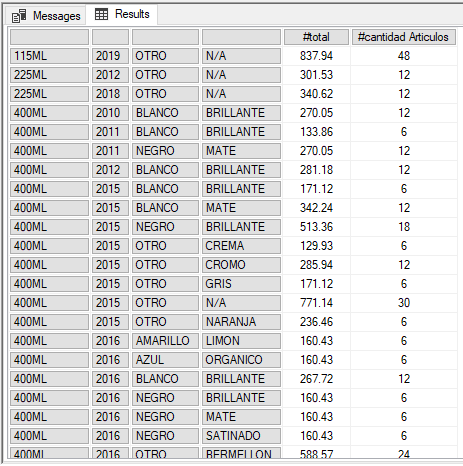 Messages Results
#total #cantidad Articulos
115ML 2019 OTRO N/A 837.94 48
225ML 2012 OTRO N/A 301.53 12
225ML 2018 OTRO N/A 340.62 12
400ML 2010 BLANCO BRILLANTE 270.05 12
400ML 2011 BLANCO BRILLANTE 133.86 6
400ML 2011 NEGRO MATE 270.05 12
400ML 2012 BLANCO BRILLANTE 281.18 12
400ML 2015 BLANCO BRILLANTE 171.12 6
400ML 2015 BLANCO MATE 342.24 12
400ML 2015 NEGRO BRILLANTE 513.36 18
400ML 2015 OTRO CREMA 129.93 6
400ML 2015 OTRO CROMO 285.94 12
400ML 2015 OTRO GRIS 171.12 6
400ML 2015 OTRO N/A 771.14 30
400ML 2015 OTRO NARANJA 236.46 6
400ML 2016 AMARILLO LIMON 160.43 6
400ML 2016 AZUL ORGANICO 160.43 6
400ML 2016 BLANCO BRILLANTE 267.72 12
400ML 2016 NEGRO BRILLANTE 160.43 6
400ML 2016 NEGRO MATE 160.43 6
400ML 2016 NEGRO SATINADO 160.43 6
400ML 2016 OTRO BERMELLON 588.57 24